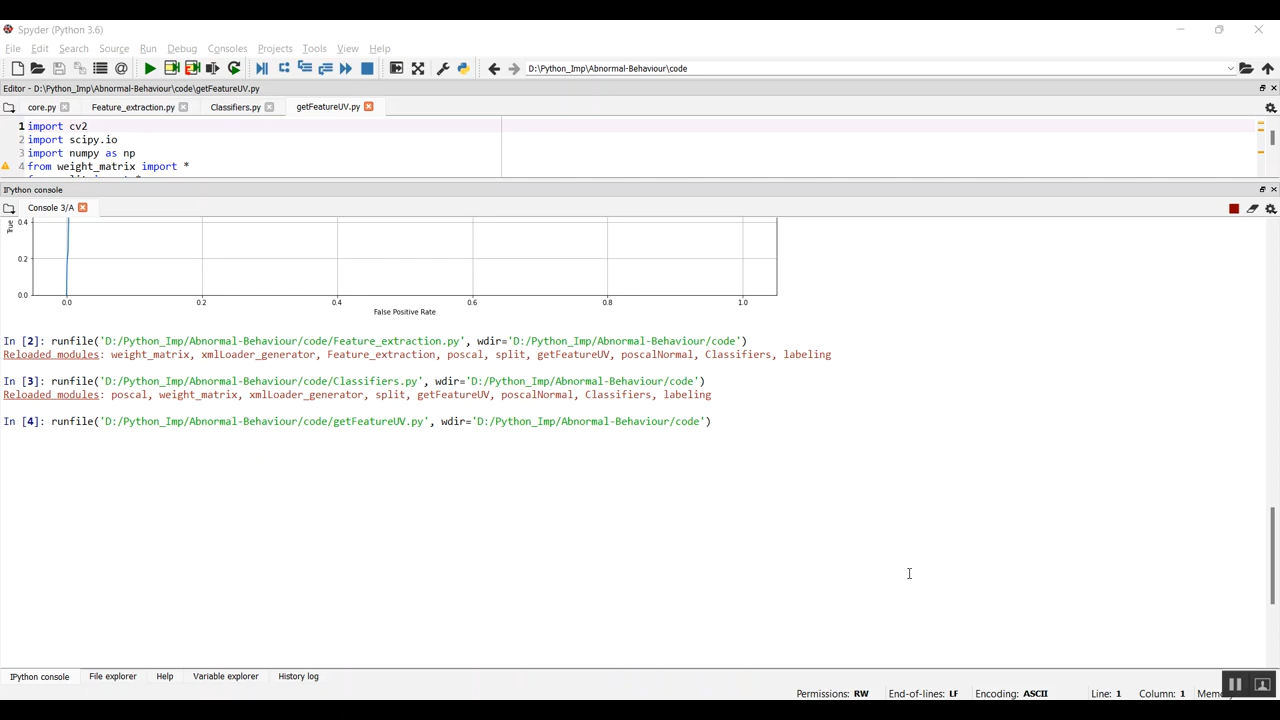 Spyder (Python 3.6)
File Edit Search Source Run Debug Consoles Projects Tools View Help
D:\Python_Imp\Abnormal-Behaviour\code
Editor - D:\Python_Imp\Abnormal-Behaviour\code\getFeatureUV.py
core.py Feature_extraction.py Classifiers.py getFeatureUV.py
1 import cv2
2 import scipy.io
3 import numpy as np
4 from weight_matrix import *
IPython console
Console 3/A
True
0.4
0.2
0.0
0.0 0.2 0.4 0.6 0.8 1.0
False Positive Rate
In [2]: runfile('D:/Python_Imp/Abnormal-Behaviour/code/Feature_extraction.py', wdir='D:/Python_Imp/Abnormal-Behaviour/code')
Reloaded modules: weight_matrix, xmlLoader_generator, Feature_extraction, poscal, split, getFeatureUV, poscalNormal, Classifiers, labeling
In [3]: runfile('D:/Python_Imp/Abnormal-Behaviour/code/Classifiers.py', wdir='D:/Python_Imp/Abnormal-Behaviour/code')
Reloaded modules: poscal, weight_matrix, xmlLoader_generator, split, getFeatureUV, poscalNormal, Classifiers, labeling
In [4]: runfile('D:/Python_Imp/Abnormal-Behaviour/code/getFeatureUV.py', wdir='D:/Python_Imp/Abnormal-Behaviour/code')
IPython console File explorer Help Variable explorer History log
Permissions: RW End-of-lines: LF Encoding: ASCII Line: 1 Column: 1